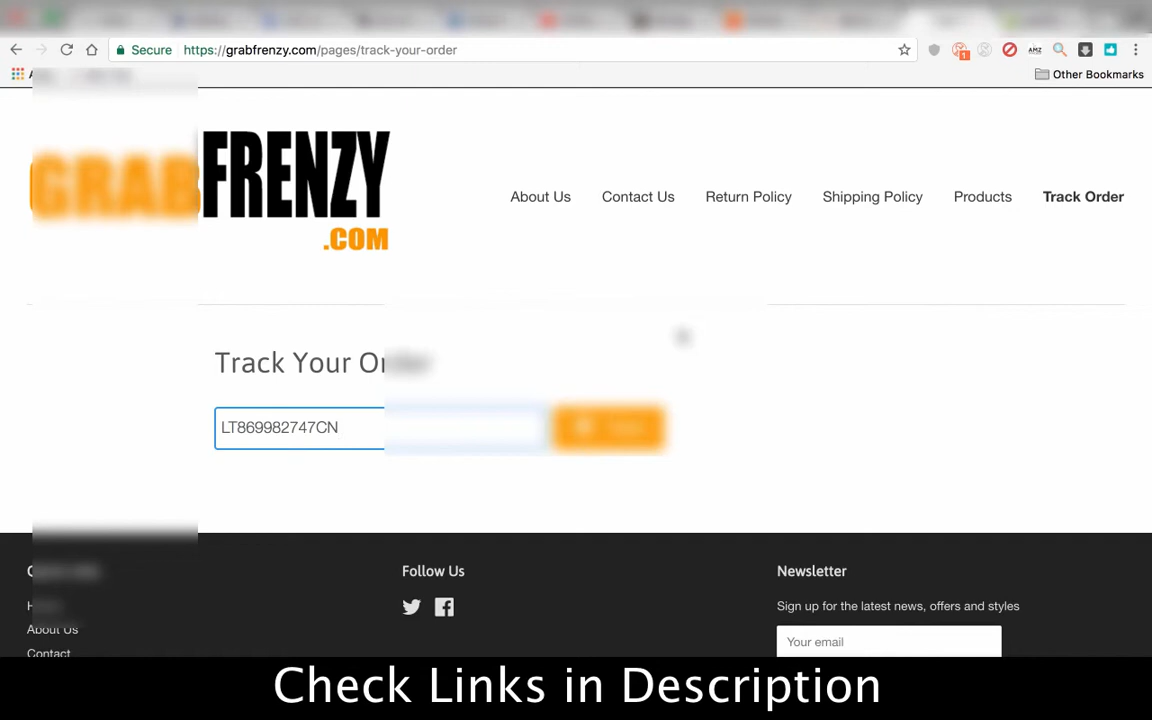 Secure https://grabfrenzy.com/pages/track-your-order
Other Bookmarks
GRABFRENZY
.COM
About Us Contact Us Return Policy Shipping Policy Products Track Order
Track Your Order
LT869982747CN
Follow Us Newsletter
Sign up for the latest news, offers and styles
About Us
Your email
Contact
Check Links in Description